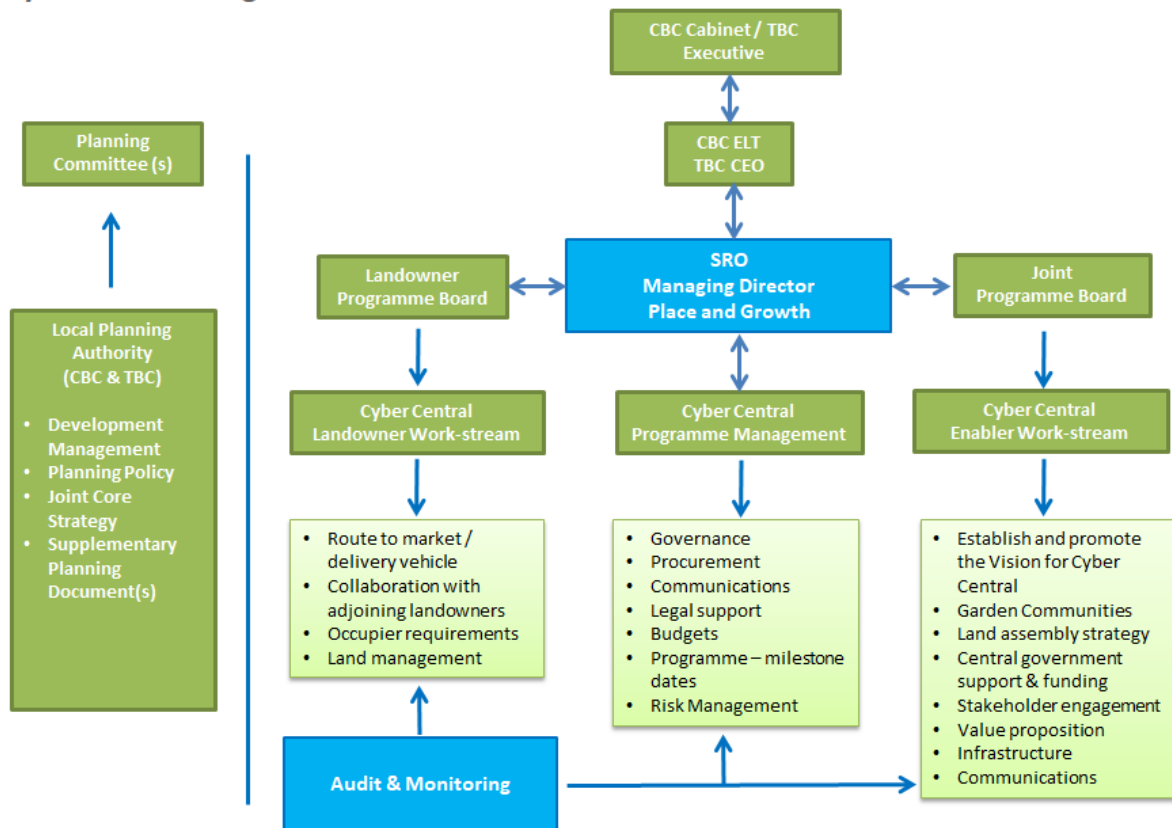 CBC Cabinet / TBC
Executive
Planning
Committee (s)
CBC ELT
TBC CEO
Landowner
Programme Board
SRO
Managing Director
Place and Growth
Joint
Programme Board
Local Planning
Authority
(CBC & TBC)
• Development
Management
• Planning Policy
• Joint Core
Strategy
• Supplementary
Planning
Document(s)
Cyber Central
Landowner Work-stream
Cyber Central
Programme Management
Cyber Central
Enabler Work-stream
• Route to market /
delivery vehicle
• Collaboration with
adjoining landowners
• Occupier requirements
• Land management
• Governance
• Procurement
• Communications
• Legal support
• Budgets
• Programme – milestone
dates
• Risk Management
• Establish and promote
the Vision for Cyber
Central
• Garden Communities
• Land assembly strategy
• Central government
support & funding
• Stakeholder engagement
• Value proposition
• Infrastructure
• Communications
Audit & Monitoring